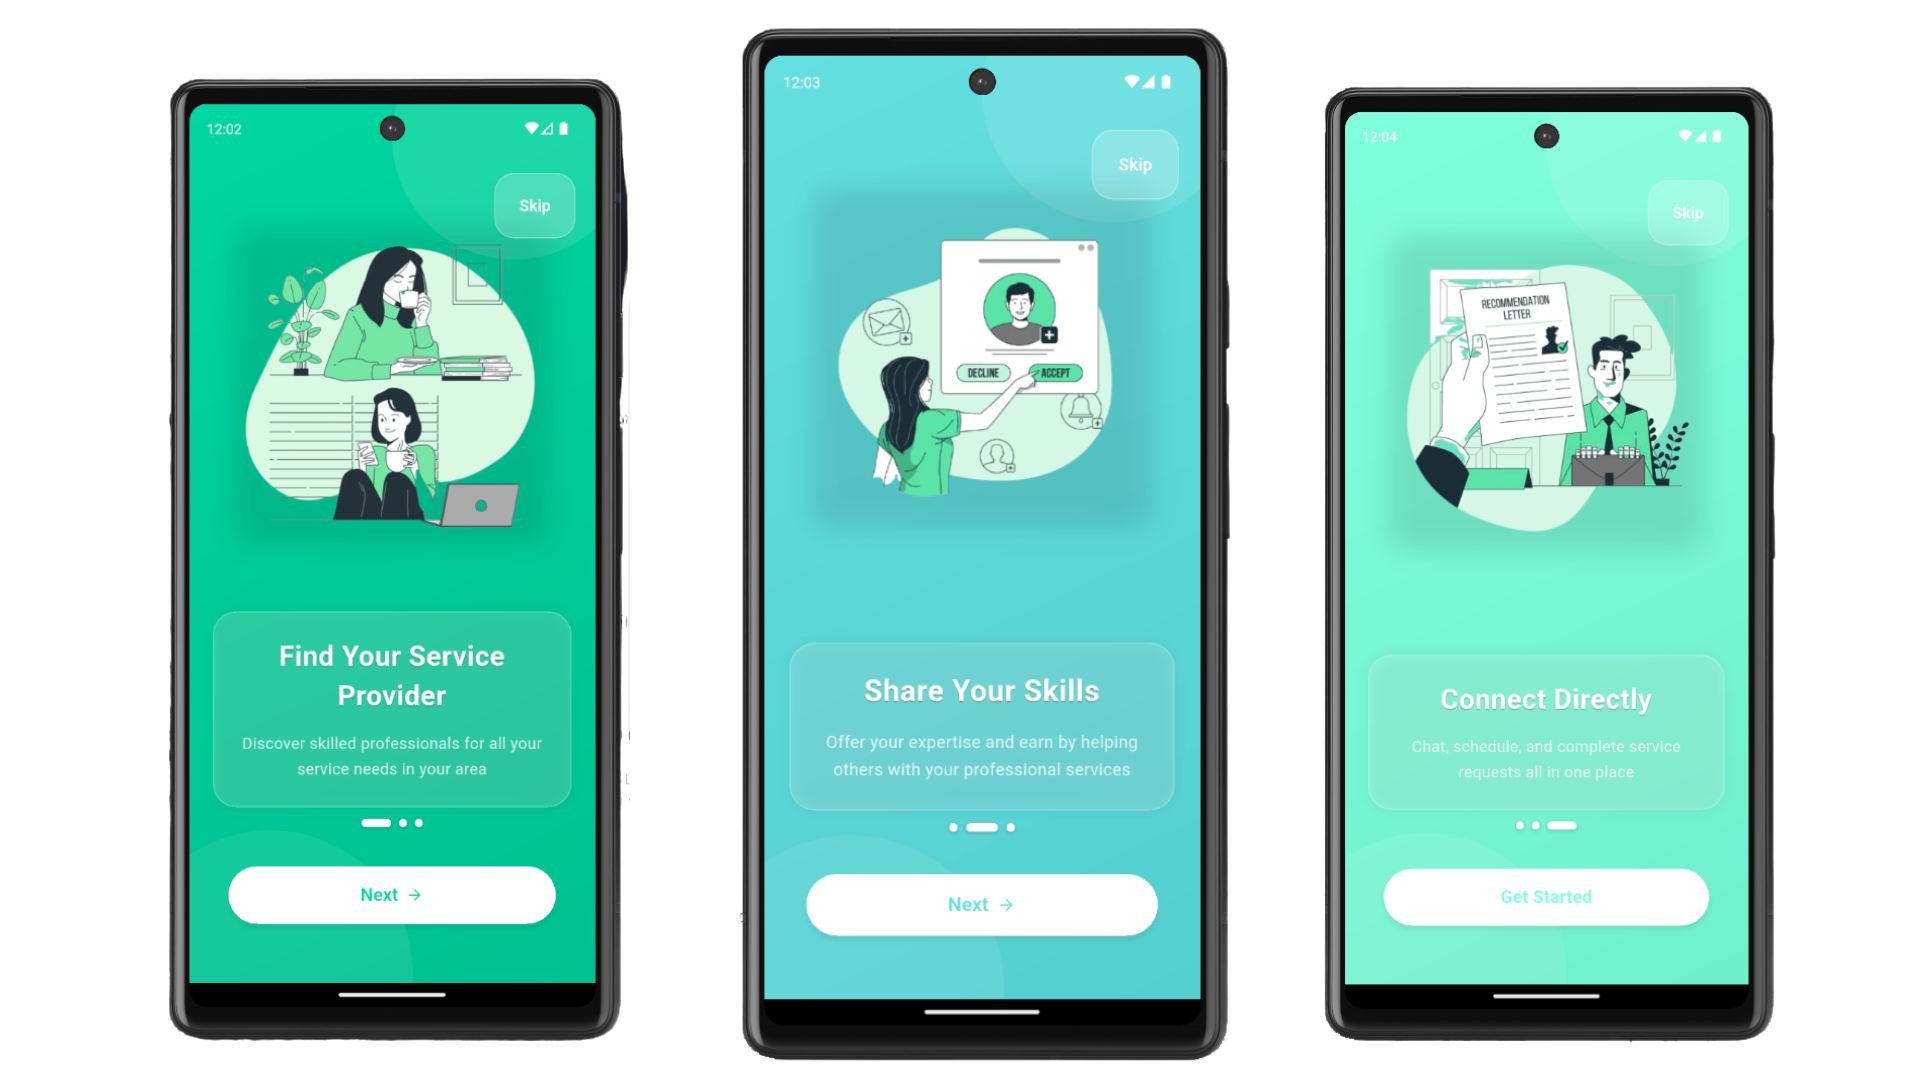 12:02
Skip
Find Your Service
Provider
Discover skilled professionals for all your
service needs in your area
Next →
12:03
Skip
DECLINE
ACCEPT
Share Your Skills
Offer your expertise and earn by helping
others with your professional services
Next →
12:04
Skip
RECOMMENDATION
LETTER
Connect Directly
Chat, schedule, and complete service
requests all in one place
Get Started